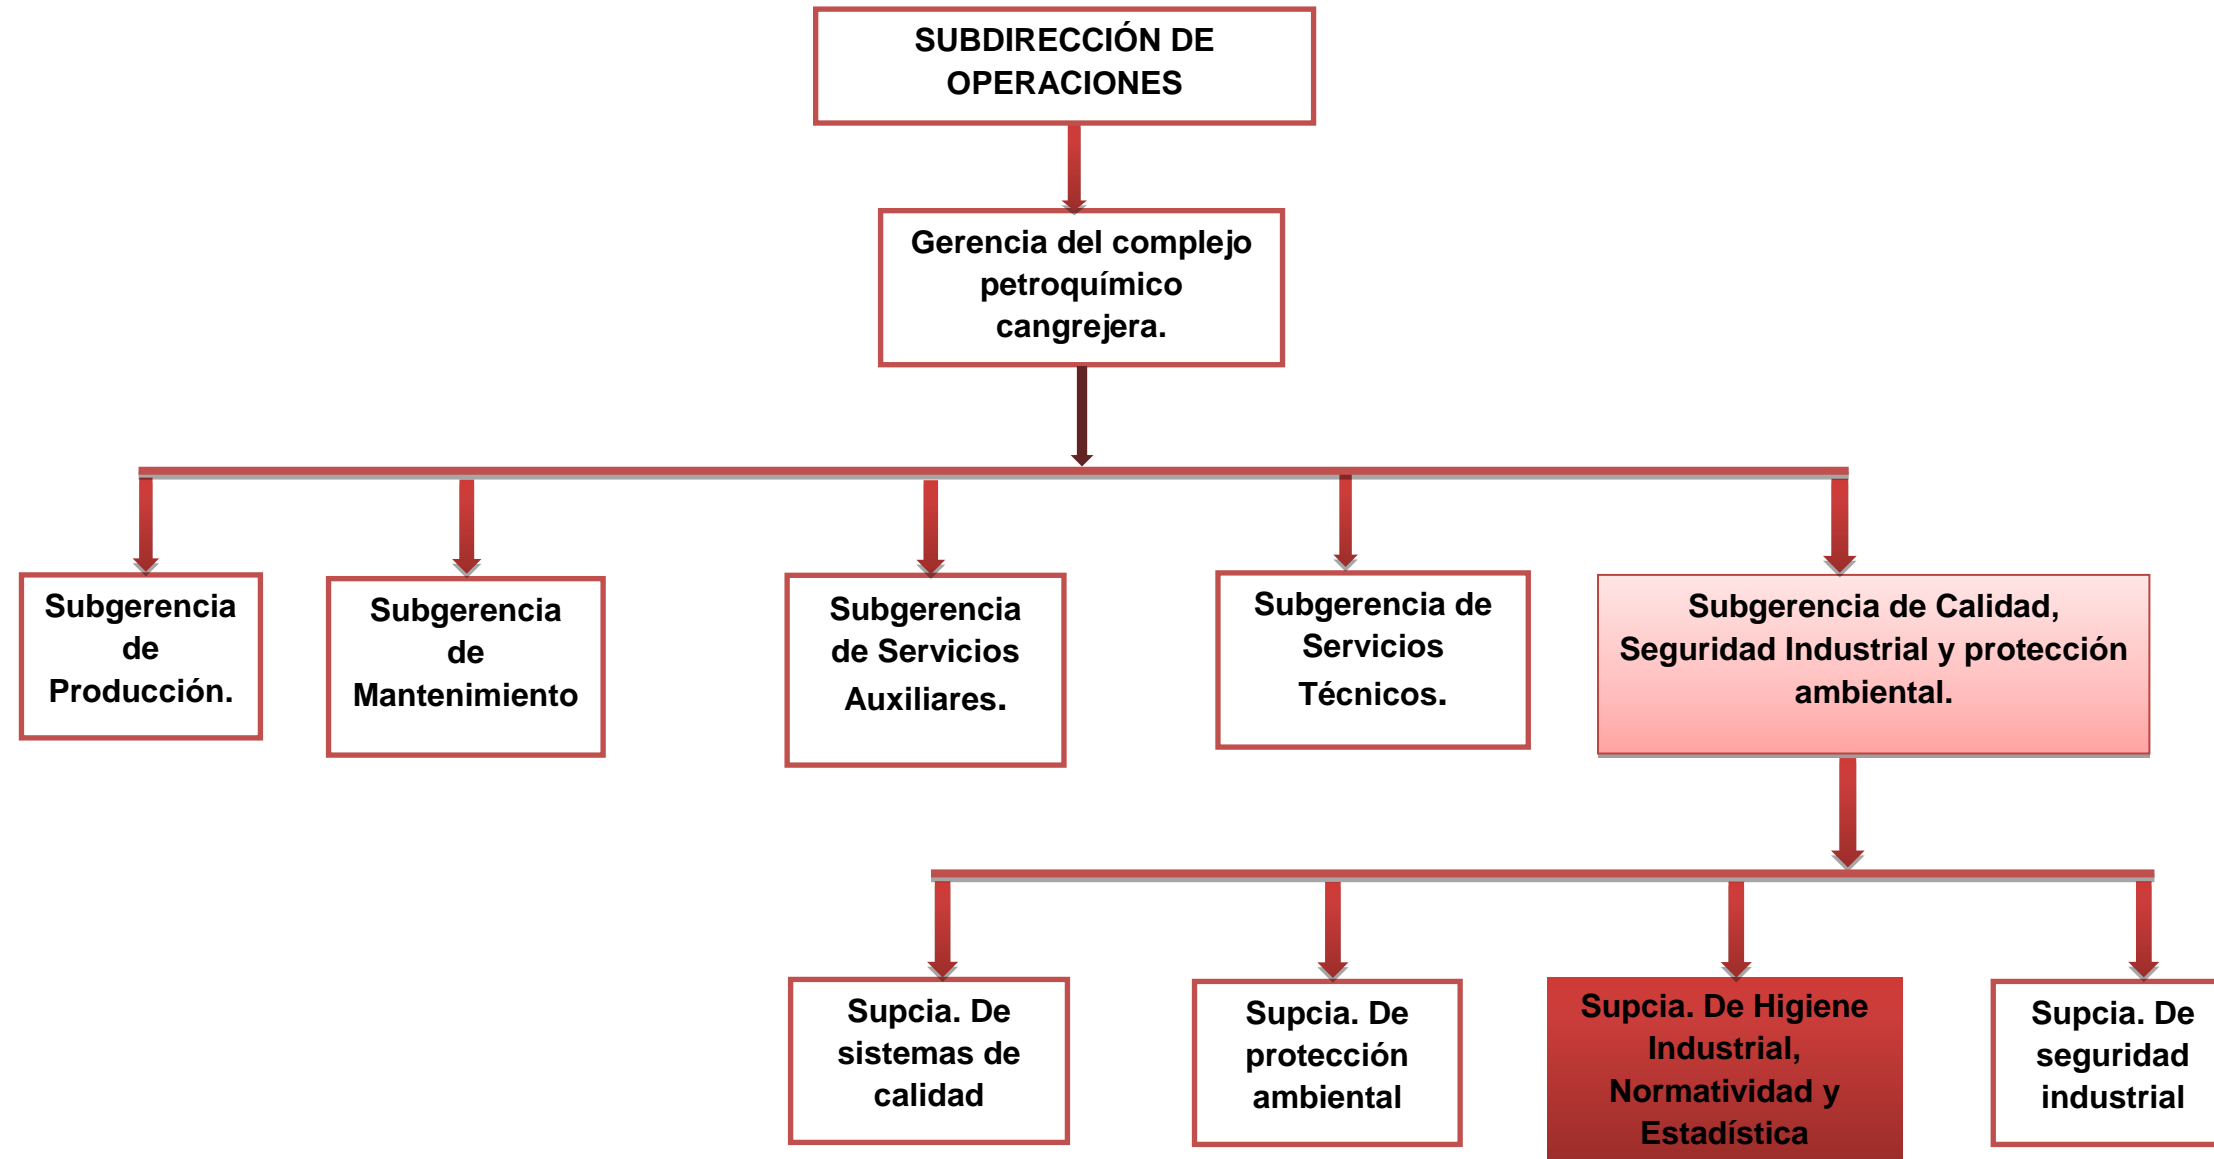 SUBDIRECCIÓN DE
OPERACIONES
Gerencia del complejo
petroquímico
cangrejera.
Subgerencia
de
Producción.
Subgerencia
de
Mantenimiento
Subgerencia
de Servicios
Auxiliares.
Subgerencia de
Servicios
Técnicos.
Subgerencia de Calidad,
Seguridad Industrial y protección
ambiental.
Supcia. De
sistemas de
calidad
Supcia. De
protección
ambiental
Supcia. De Higiene
Industrial,
Normatividad y
Estadística
Supcia. De
seguridad
industrial